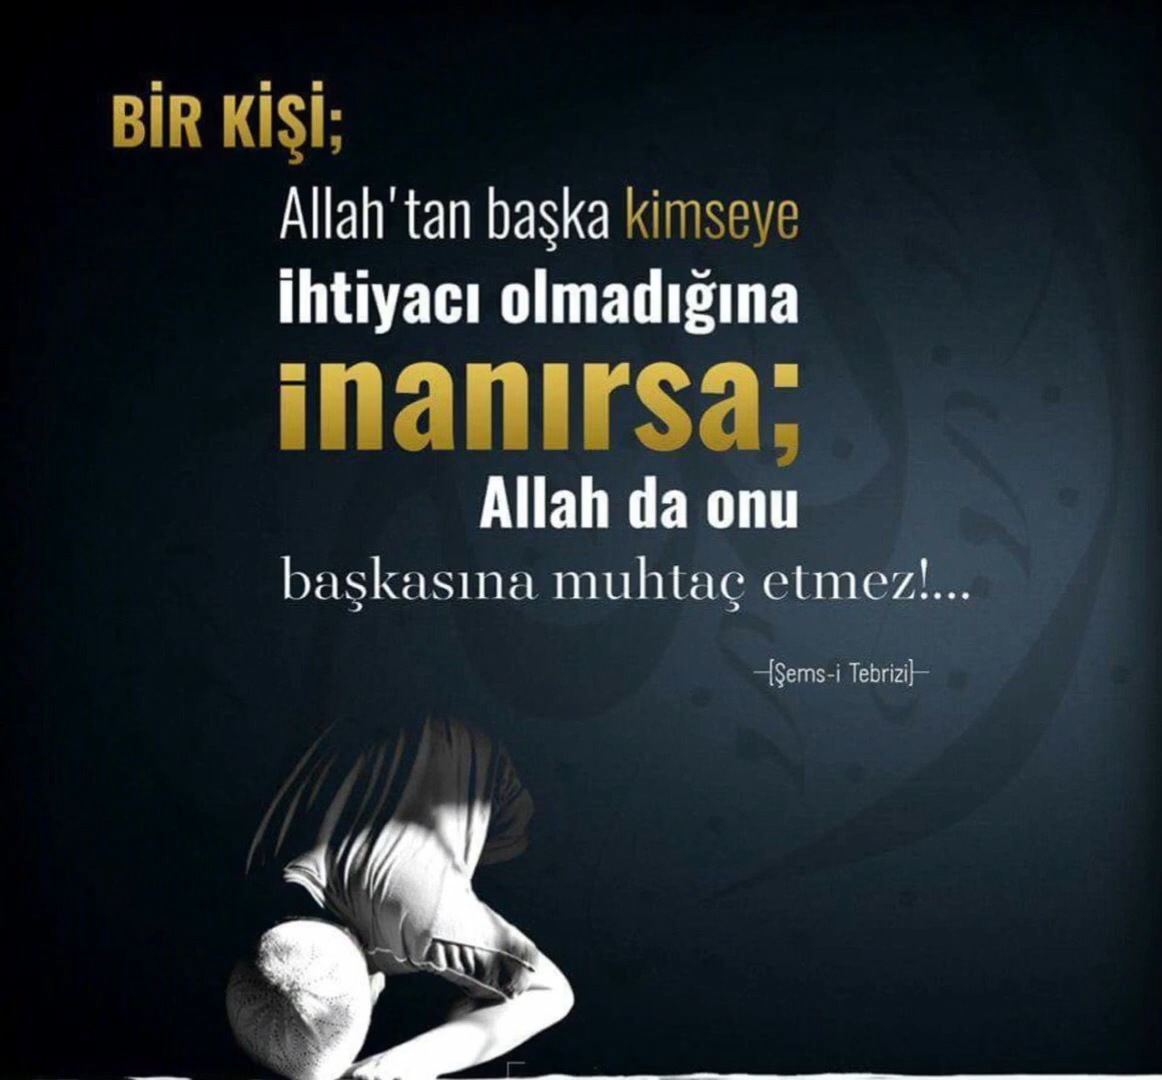 BİR KİŞİ;
Allah'tan başka kimseye
ihtiyacı olmadığına
inanırsa;
Allah da onu
başkasına muhtaç etmez!...
[Şems-i Tebrizi]